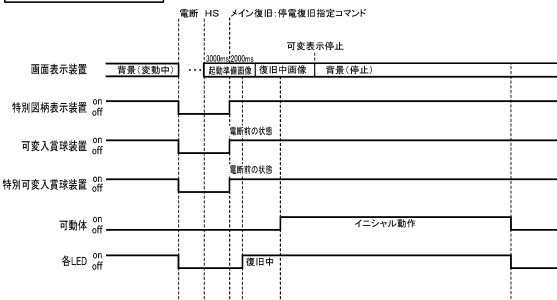 電断 HS メイン復旧:停電復旧指定コマンド
可変表示停止
3000ms 2000ms
画面表示装置 背景(変動中) ・・・ 起動準備画像 復旧中画像 背景(停止)
特別図柄表示装置 on
off
電断前の状態
可変入賞球装置 on
off
電断前の状態
特別可変入賞球装置 on
off
可動体 on イニシャル動作
off
各LED on
off 復旧中